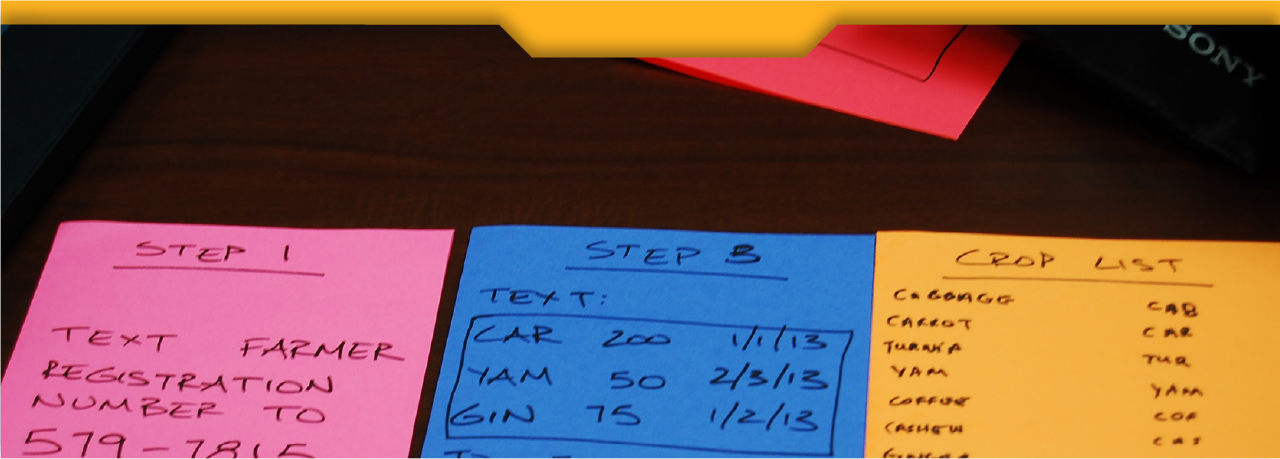 SONY
STEP 1
TEXT FARMER
REGISTRATION
NUMBER TO
579-7815
STEP 3
TEXT:
CAR 200 1/1/13
YAM 50 2/3/13
GIN 75 1/2/13
CROP LIST
CABBAGE CAB
CARROT CAR
TURNIP TUR
YAM YAM
COFFEE COF
CASHEW CAS
GINGER